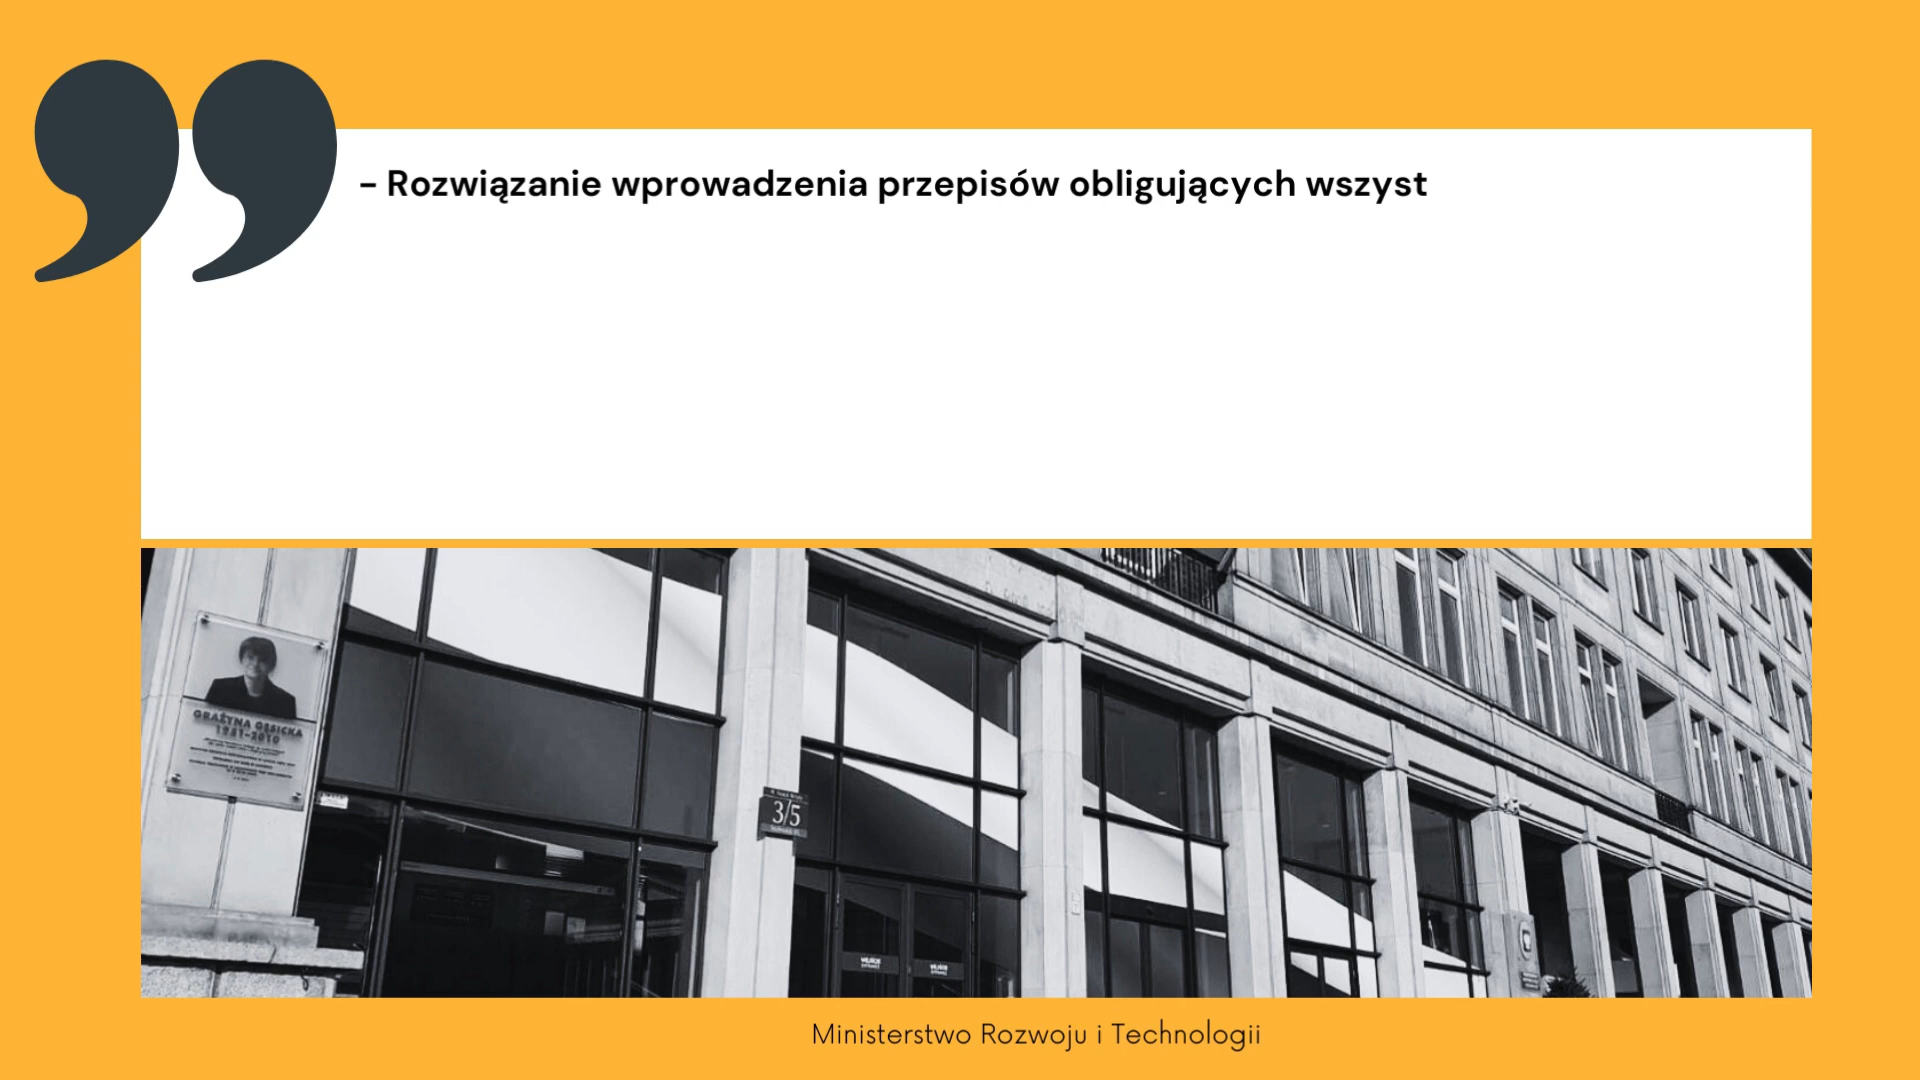 – Rozwiązanie wprowadzenia przepisów obligujących wszyst
GRAŻYNA GĘSICKA
1951-2010
3/5
Ministerstwo Rozwoju i Technologii